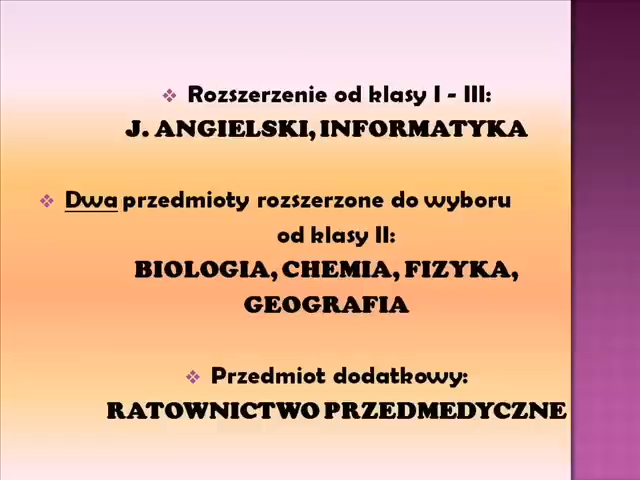 ❖ Rozszerzenie od klasy I - III:
J. ANGIELSKI, INFORMATYKA
❖ Dwa przedmioty rozszerzone do wyboru
od klasy II:
BIOLOGIA, CHEMIA, FIZYKA,
GEOGRAFIA
❖ Przedmiot dodatkowy:
RATOWNICTWO PRZEDMEDYCZNE